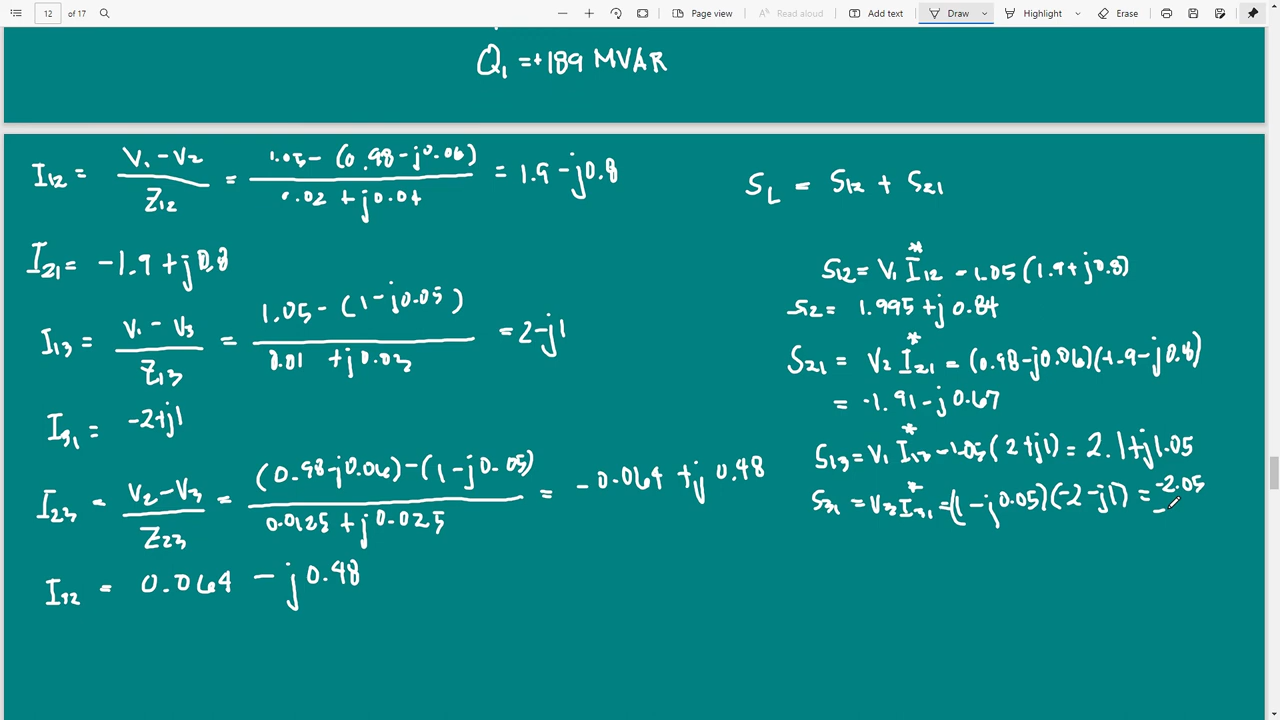 12 of 17
Page view
Read aloud
Add text
Draw
Highlight
Erase
Q1 =+189 MVAR
I12 = V1 - V2 / Z12 = 1.05 - (0.98 - j0.06) / 0.02 + j0.04 = 1.9 - j0.8
I21 = -1.9 + j0.8
I13 = V1 - V3 / Z13 = 1.05 - (1 - j0.05) / 0.01 + j0.03 = 2 - j1
I31 = -2+j1
I23 = V2 - V3 / Z23 = (0.98 - j0.06) - (1 - j0.05) / 0.0125 + j0.025 = -0.064 + j0.48
I32 = 0.064 - j0.48
SL = S12 + S21
S12 = V1 I12* = 1.05 (1.9 + j0.8)
S12 = 1.995 + j0.84
S21 = V2 I21* = (0.98 - j0.06)(-1.9 - j0.8)
= -1.91 - j0.67
S13 = V1 I13* = 1.05 (2 + j1) = 2.1 + j1.05
S31 = V3 I31* = (1 - j0.05)(-2 - j1) = -2.05
-